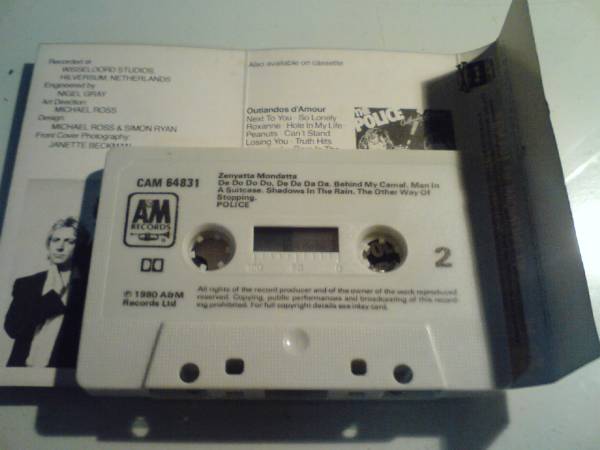 Recorded at
WISSELOORD STUDIOS,
HILVERSUM, NETHERLANDS
Engineered by
NIGEL GRAY
Art Direction
MICHAEL ROSS
Design
MICHAEL ROSS & SIMON RYAN
Front Cover Photography:
JANETTE BECKMAN
Also available on cassette
Outlandos d'Amour
Next To You · So Lonely
Roxanne · Hole In My Life ·
Peanuts · Can't Stand
Losing You · Truth Hits
POLICE
CAM 64831
A&M
RECORDS
Zenyatta Mondatta
De Do Do Do, De Da Da Da. Behind My Camel. Man In
A Suitcase. Shadows In The Rain. The Other Way Of
Stopping.
POLICE
2
℗ 1980 A&M
Records Ltd
All rights of the record producer and of the owner of the work reproduced
reserved. Copying, public performances and broadcasting of this record-
ing prohibited. For full copyright details see inlay card.